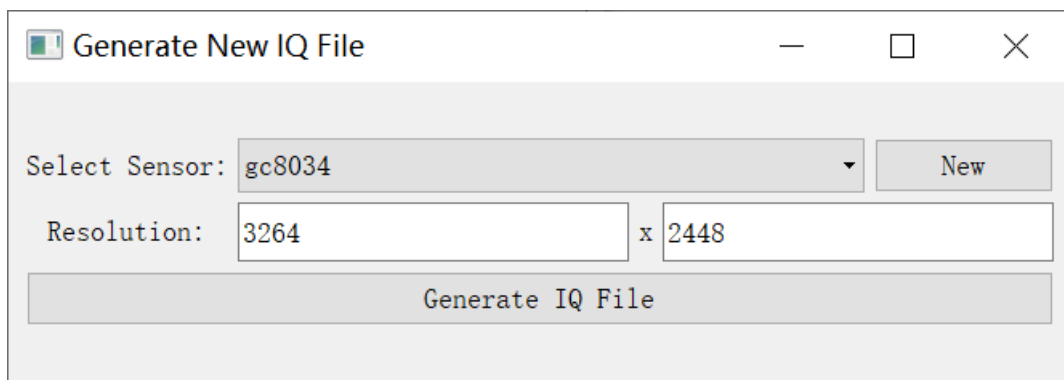 Generate New IQ File
Select Sensor: gc8034 New
Resolution: 3264 x 2448
Generate IQ File